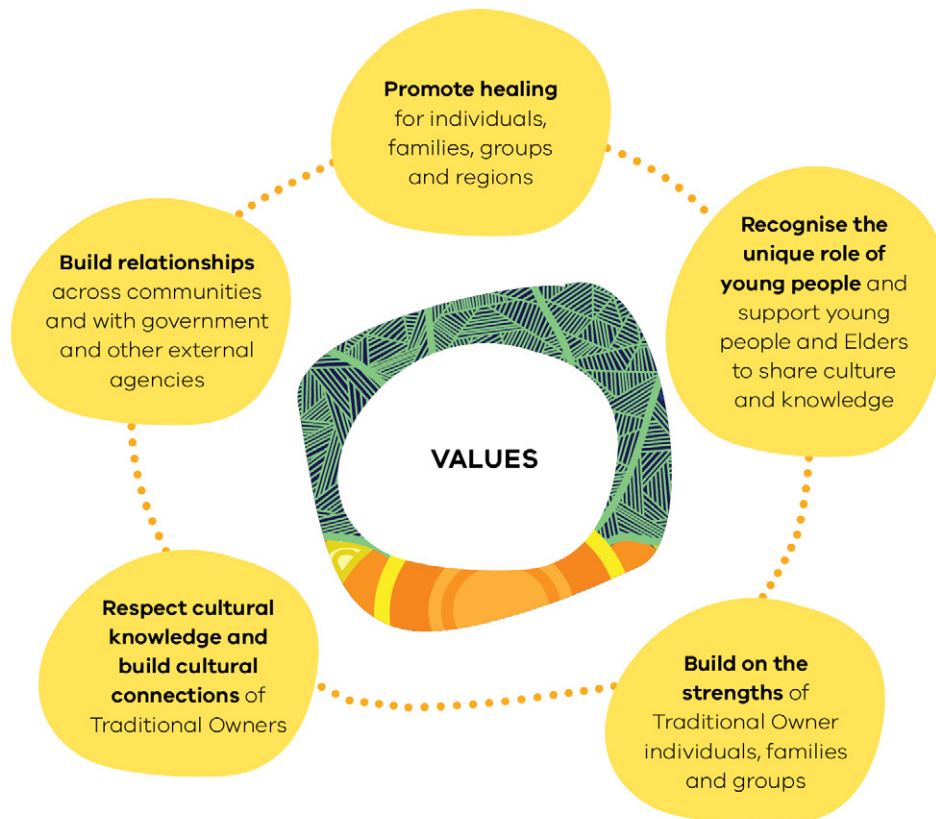 Promote healing
for individuals,
families, groups
and regions
Recognise the
unique role of
young people and
support young
people and Elders
to share culture
and knowledge
Build relationships
across communities
and with government
and other external
agencies
VALUES
Respect cultural
knowledge and
build cultural
connections of
Traditional Owners
Build on the
strengths of
Traditional Owner
individuals, families
and groups